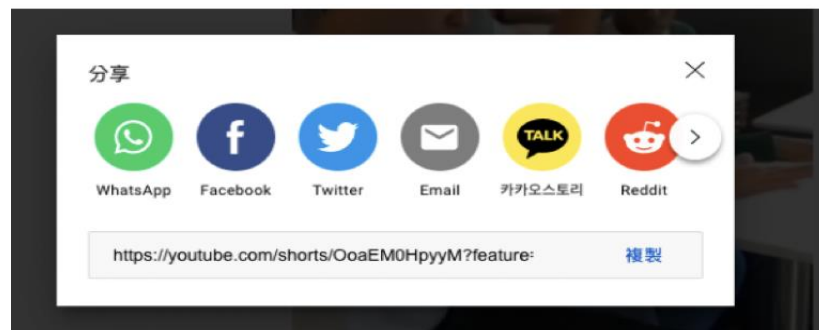 分享
TALK
WhatsApp Facebook Twitter Email 카카오스토리 Reddit
https://youtube.com/shorts/OoaEM0HpyyM?feature= 複製